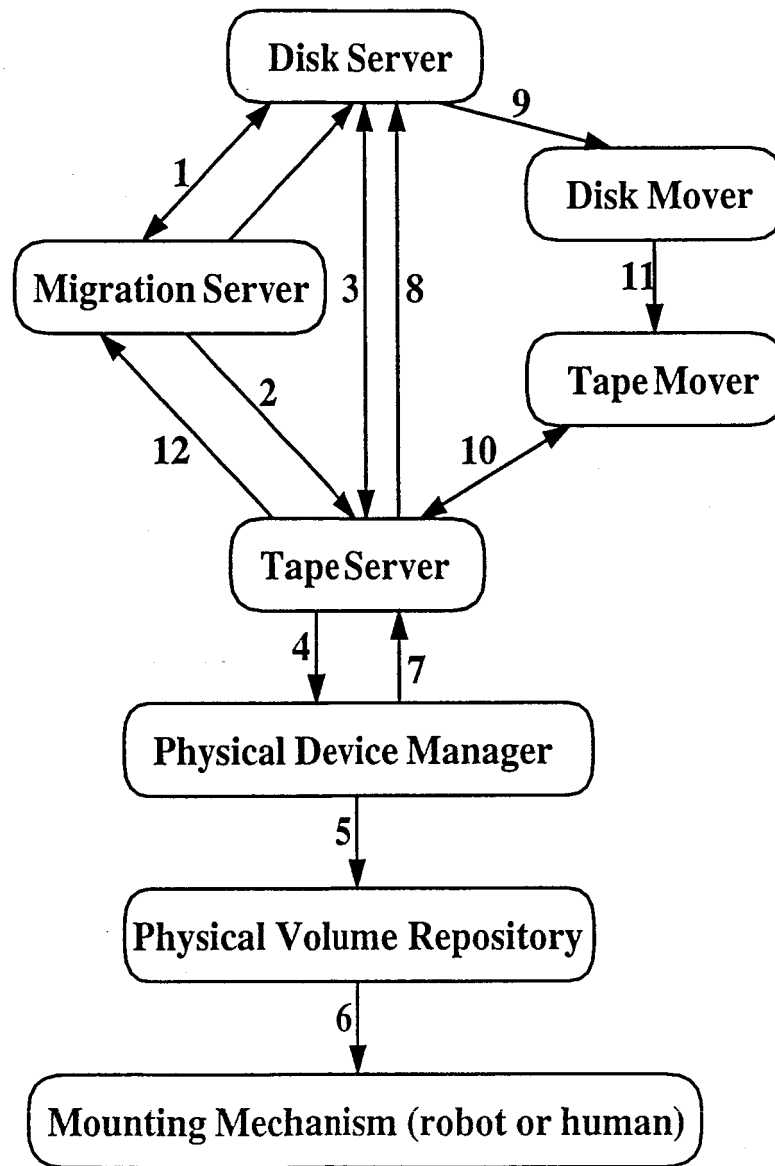 Disk Server
9
1
Disk Mover
Migration Server
3
8
11
2
Tape Mover
12
10
Tape Server
4
7
Physical Device Manager
5
Physical Volume Repository
6
Mounting Mechanism (robot or human)